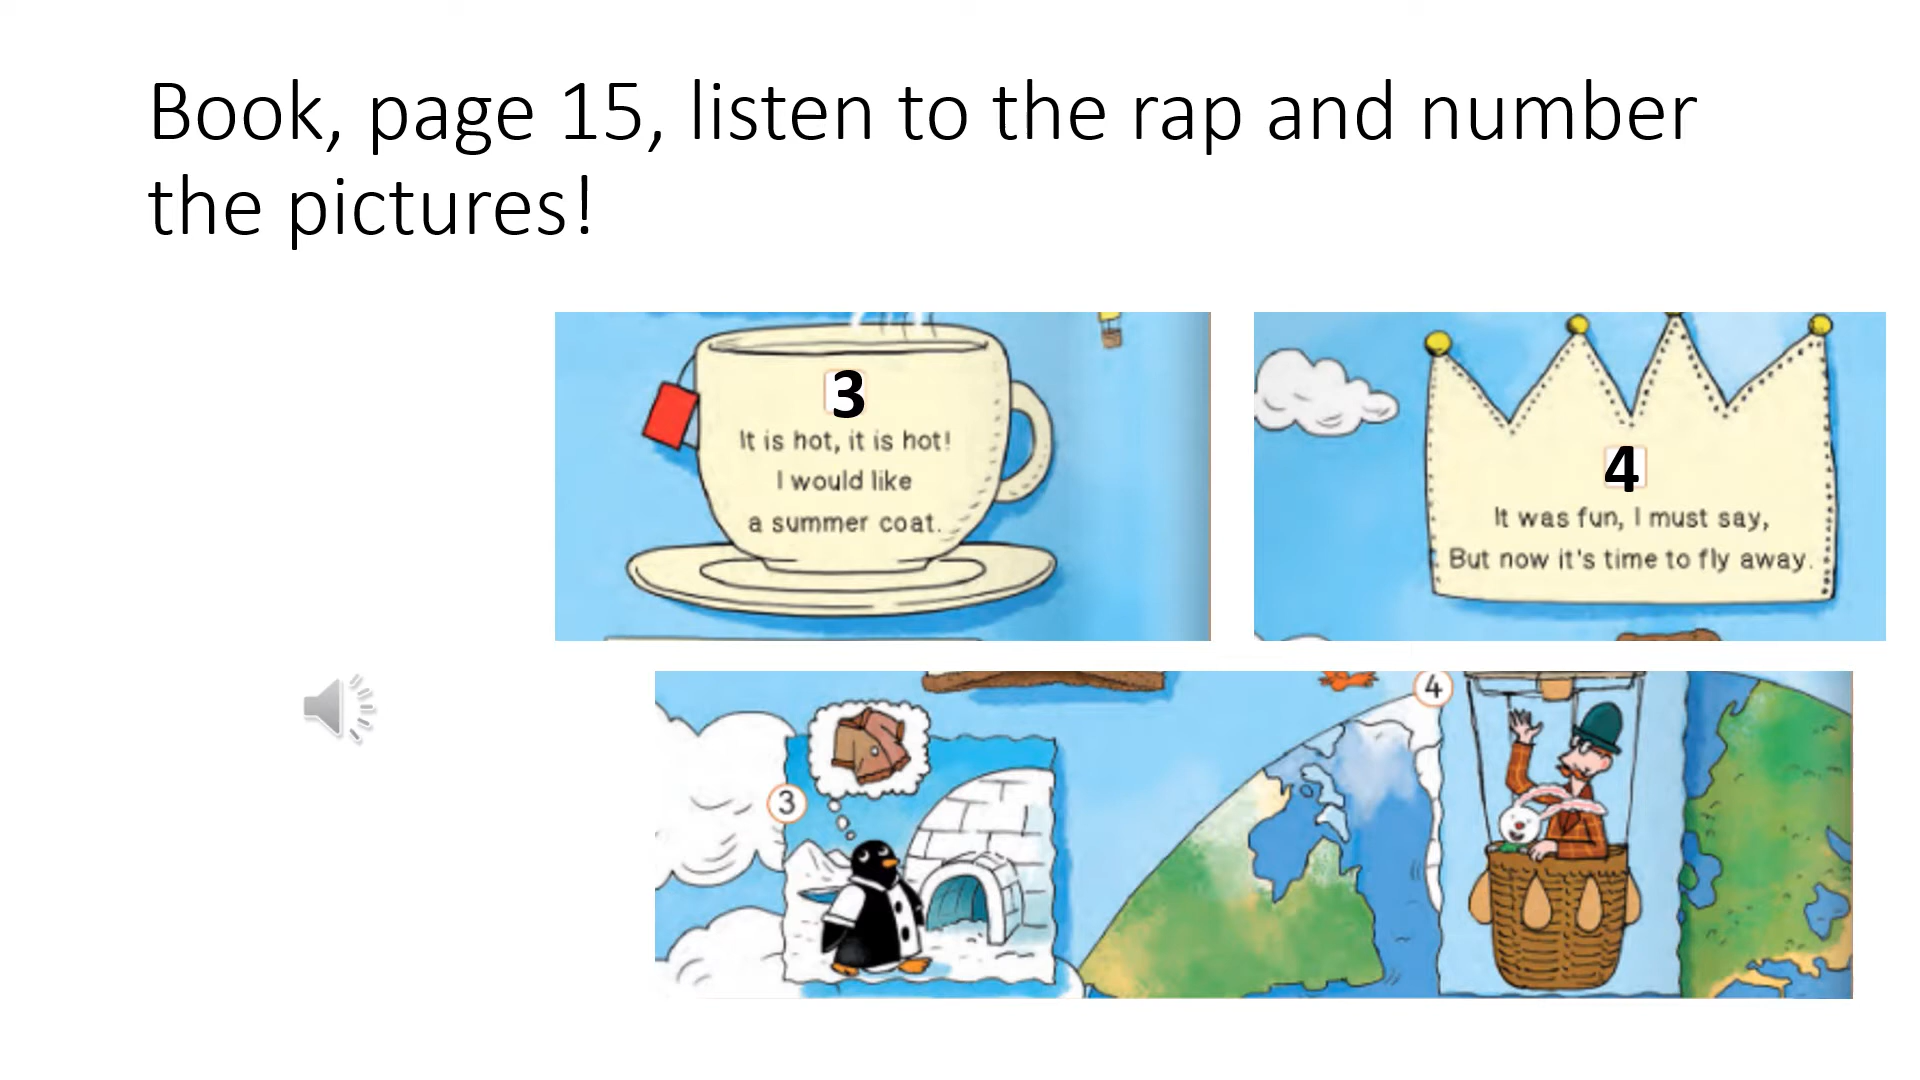 Book, page 15, listen to the rap and number
the pictures!
3
It is hot, it is hot!
I would like
a summer coat.
4
It was fun, I must say,
But now it's time to fly away.
3
4